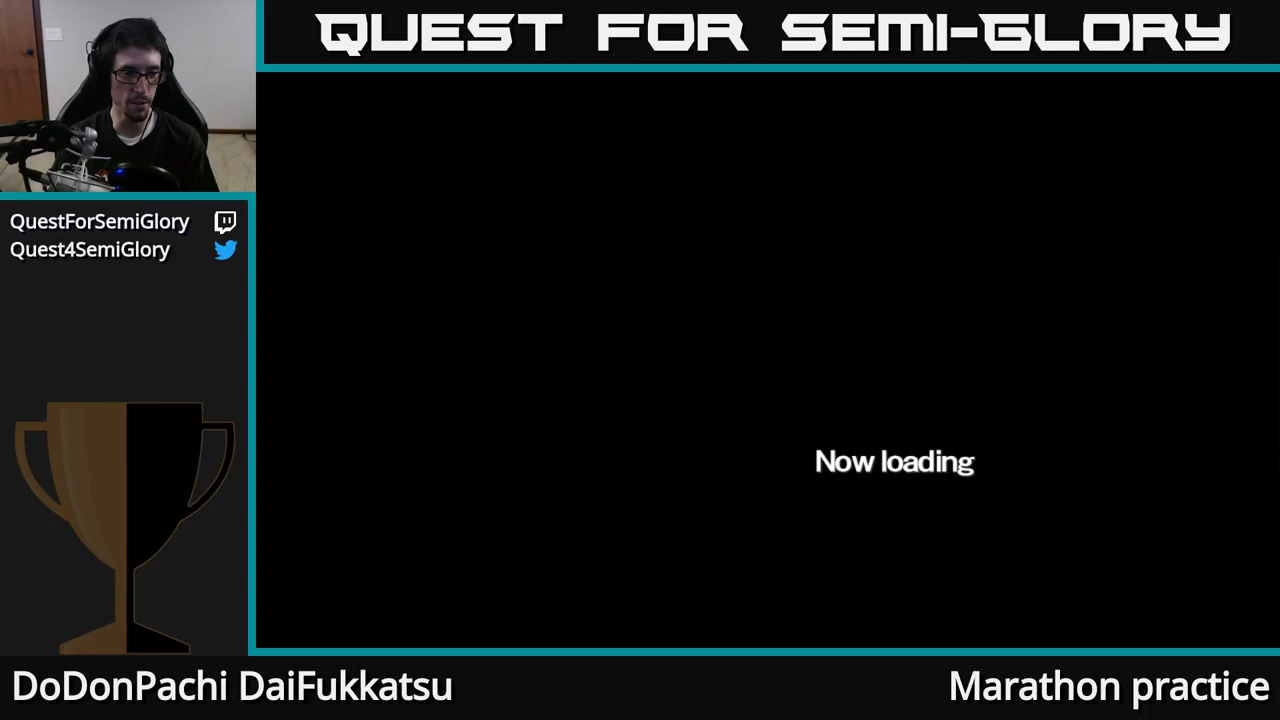 QUEST FOR SEMI-GLORY
QuestForSemiGlory
Quest4SemiGlory
Now loading
DoDonPachi DaiFukkatsu
Marathon practice